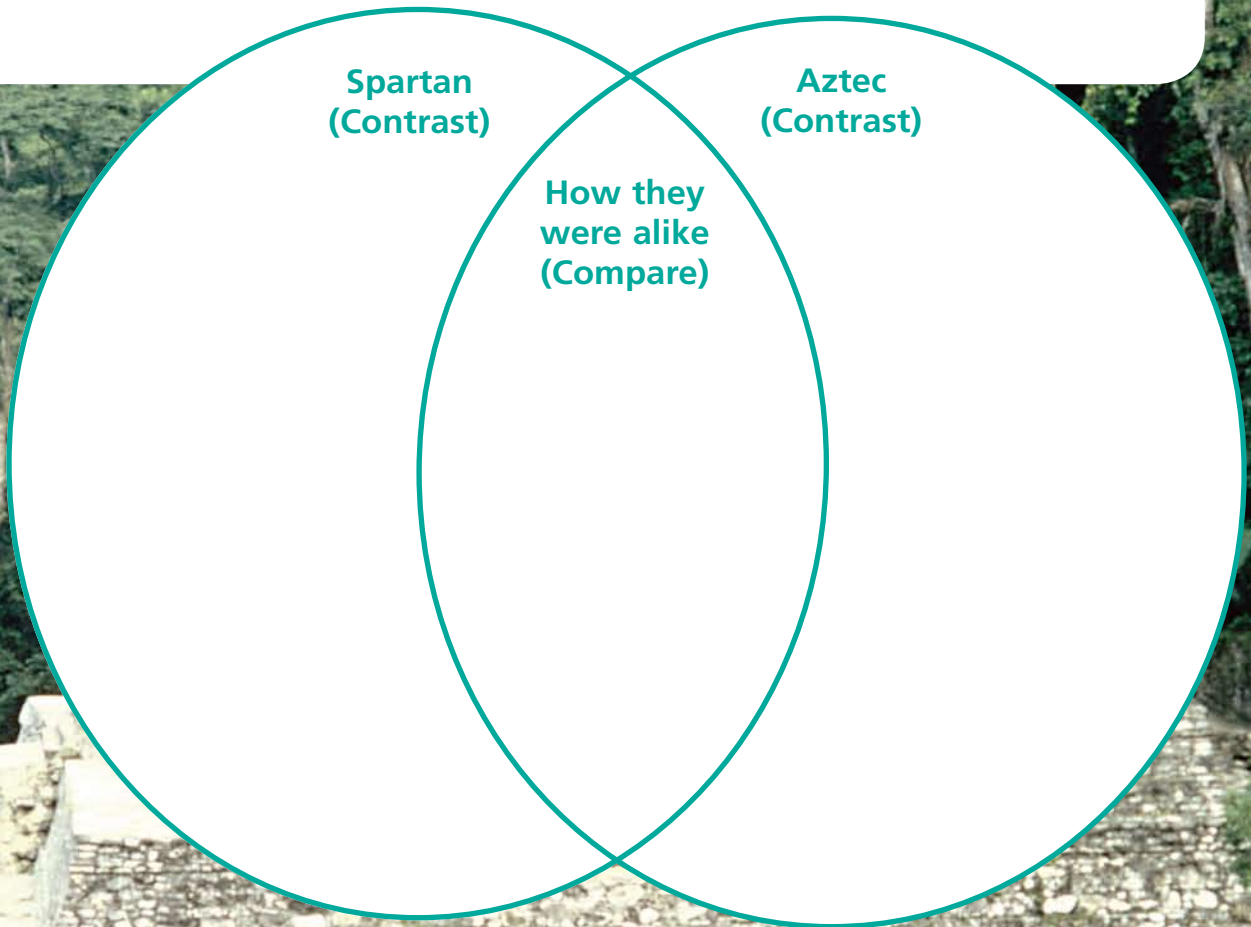 Spartan
(Contrast)
Aztec
(Contrast)
How they
were alike
(Compare)